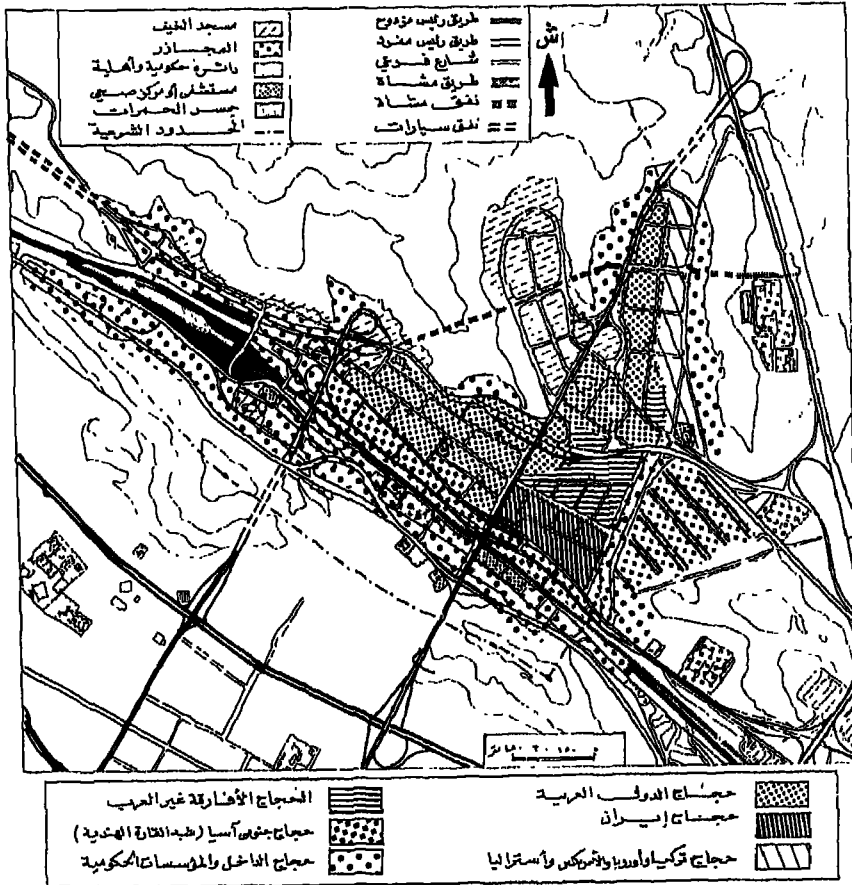 طريق رئيس مزدوج
طريق رئيس مفرد
شارع فرعي
طريق مشاة
نفق مشاة
نفق سيارات
مسجد الخيف
المجازر
دائرة حكومية وأهلية
مستشفى أو مركز صحي
جسر الجمرات
الحدود الشرعية
ش
حجاج الدول العربية
حجاج إيران
حجاج تركيا وأوروبا والأمريكتين وأستراليا
الحجاج الأفارقة غير العرب
حجاج جنوبي آسيا (شبه القارة الهندية)
حجاج الداخل والمؤسسات الحكومية